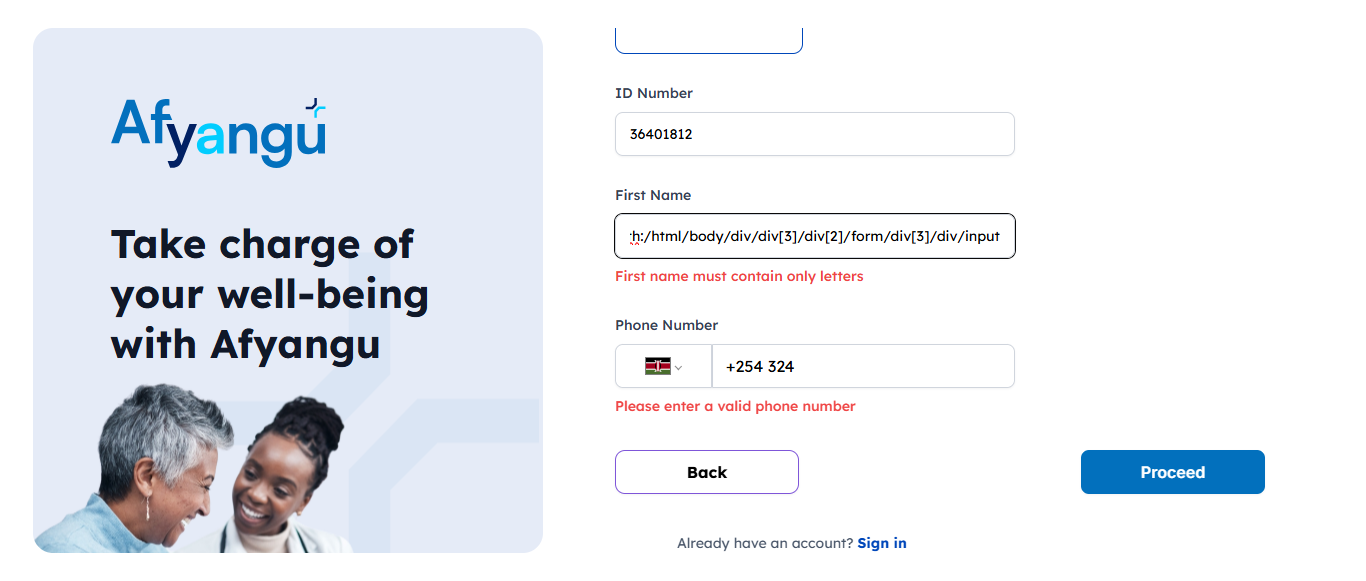 Afyangu
Take charge of
your well-being
with Afyangu
ID Number
36401812
First Name
h:/html/body/div/div[3]/div[2]/form/div[3]/div/input
First name must contain only letters
Phone Number
+254 324
Please enter a valid phone number
Back
Proceed
Already have an account? Sign in